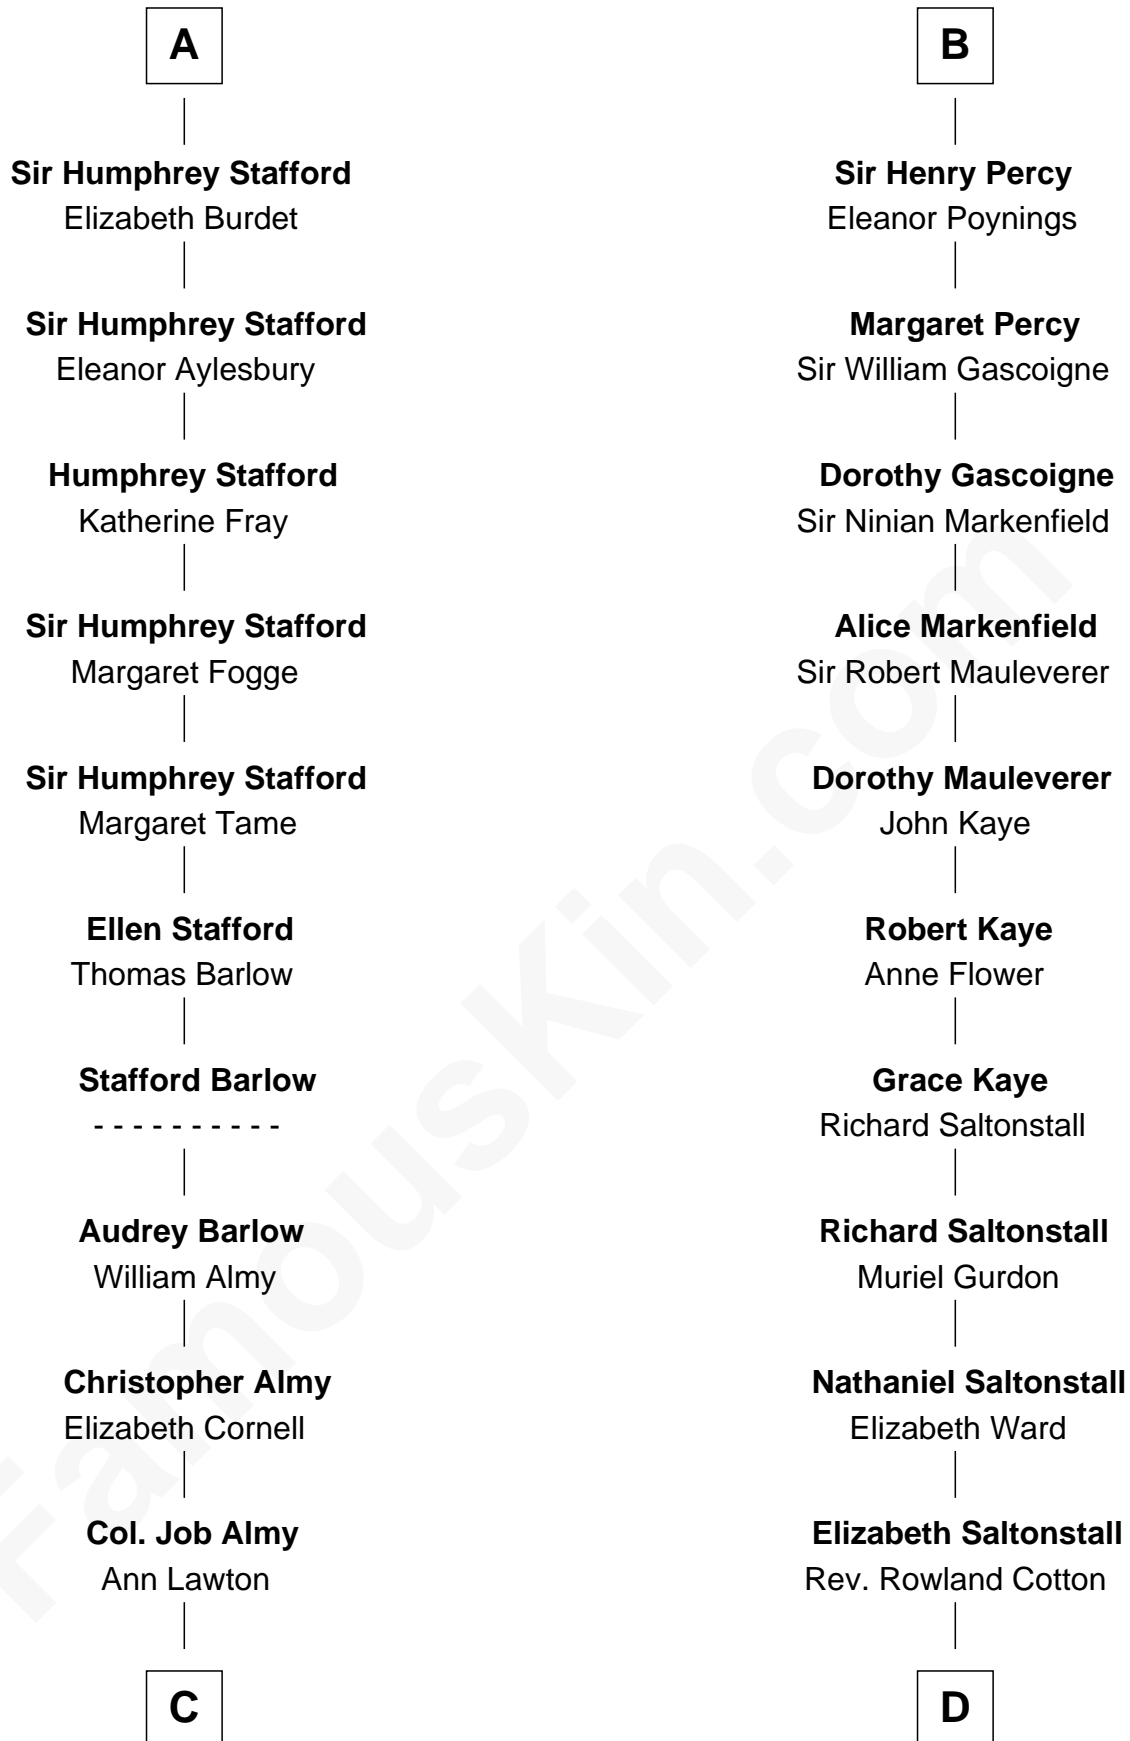 A
Sir Humphrey Stafford
Elizabeth Burdet
Sir Humphrey Stafford
Eleanor Aylesbury
Humphrey Stafford
Katherine Fray
Sir Humphrey Stafford
Margaret Fogge
Sir Humphrey Stafford
Margaret Tame
Ellen Stafford
Thomas Barlow
Stafford Barlow
- - - - - - - - - -
Audrey Barlow
William Almy
Christopher Almy
Elizabeth Cornell
Col. Job Almy
Ann Lawton
C
B
Sir Henry Percy
Eleanor Poynings
Margaret Percy
Sir William Gascoigne
Dorothy Gascoigne
Sir Ninian Markenfield
Alice Markenfield
Sir Robert Mauleverer
Dorothy Mauleverer
John Kaye
Robert Kaye
Anne Flower
Grace Kaye
Richard Saltonstall
Richard Saltonstall
Muriel Gurdon
Nathaniel Saltonstall
Elizabeth Ward
Elizabeth Saltonstall
Rev. Rowland Cotton
D
FamousKin.com